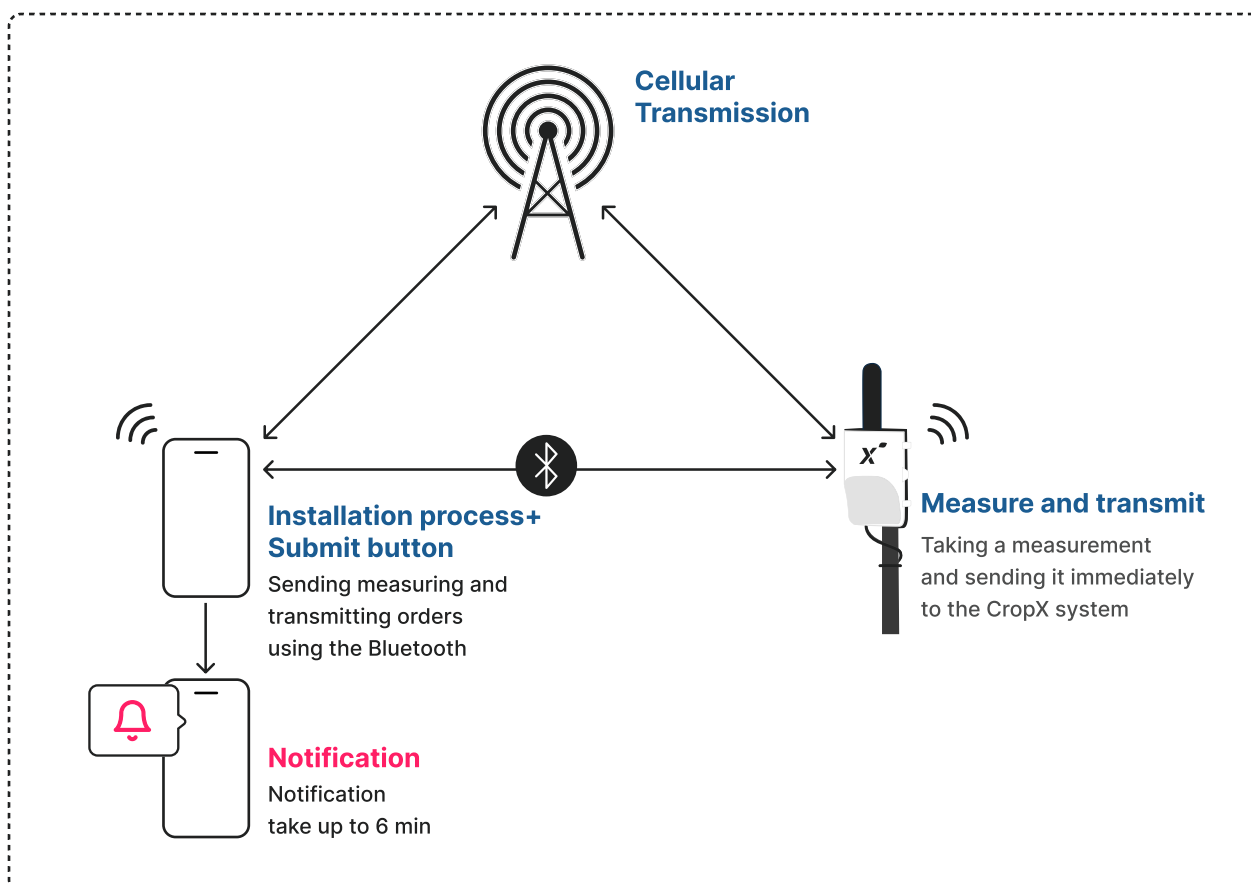 Cellular
Transmission
X
Installation process+
Submit button
Sending measuring and
transmitting orders
using the Bluetooth
Measure and transmit
Taking a measurement
and sending it immediately
to the CropX system
Notification
Notification
take up to 6 min